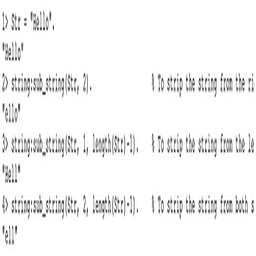 1> Str = "Hello".
"Hello"
2> string:sub_string(Str, 2). % To strip the string from the ri
"ello"
3> string:sub_string(Str, 1, length(Str)-1). % To strip the string from the le
"Hell"
4> string:sub_string(Str, 2, length(Str)-1). % To strip the string from both s
"ell"